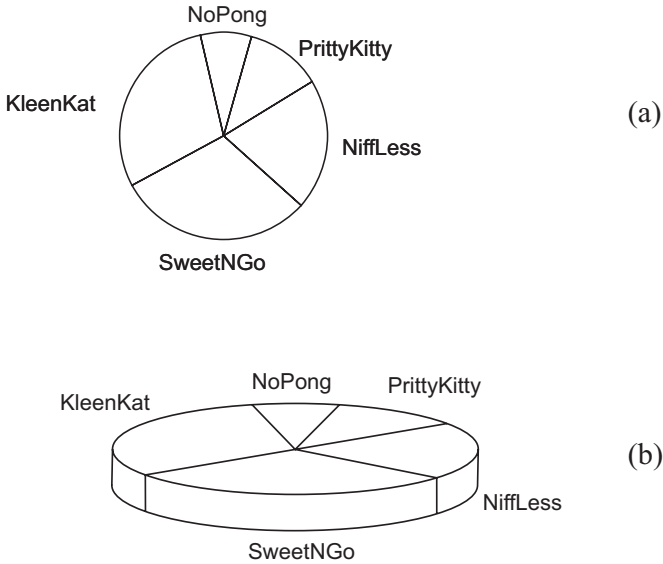 NoPong
PrittyKitty
KleenKat
(a)
NiffLess
SweetNGo
NoPong
PrittyKitty
KleenKat
(b)
NiffLess
SweetNGo